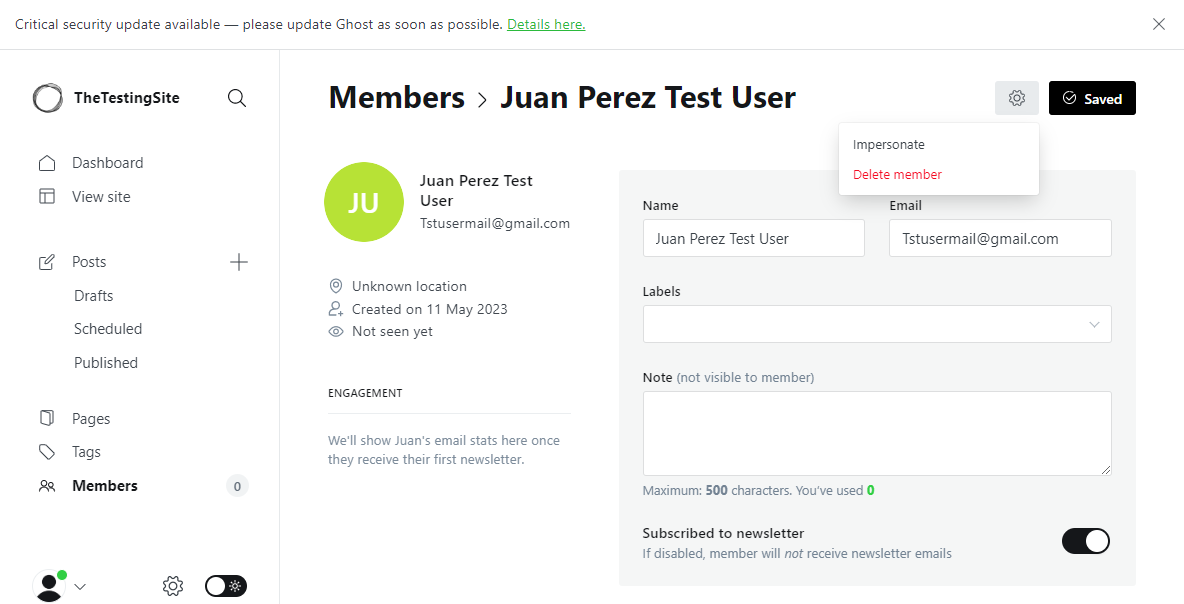 Critical security update available — please update Ghost as soon as possible. Details here.
TheTestingSite
Dashboard
View site
Posts
Drafts
Scheduled
Published
Pages
Tags
Members 0
Members > Juan Perez Test User
Saved
Impersonate
Delete member
JU
Juan Perez Test
User
Tstusermail@gmail.com
Unknown location
Created on 11 May 2023
Not seen yet
ENGAGEMENT
We'll show Juan's email stats here once
they receive their first newsletter.
Name Email
Juan Perez Test User Tstusermail@gmail.com
Labels
Note (not visible to member)
Maximum: 500 characters. You've used 0
Subscribed to newsletter
If disabled, member will not receive newsletter emails